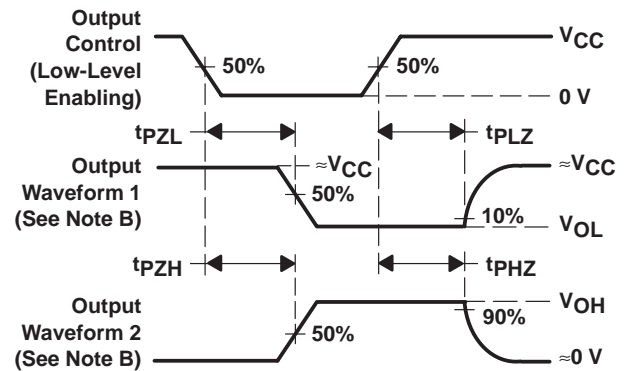 Output
Control
(Low-Level
Enabling)
50%
50%
VCC
0 V
tPZL
tPLZ
Output
Waveform 1
(See Note B)
≈VCC
50%
≈VCC
10%
VOL
tPZH
tPHZ
Output
Waveform 2
(See Note B)
50%
VOH
90%
≈0 V